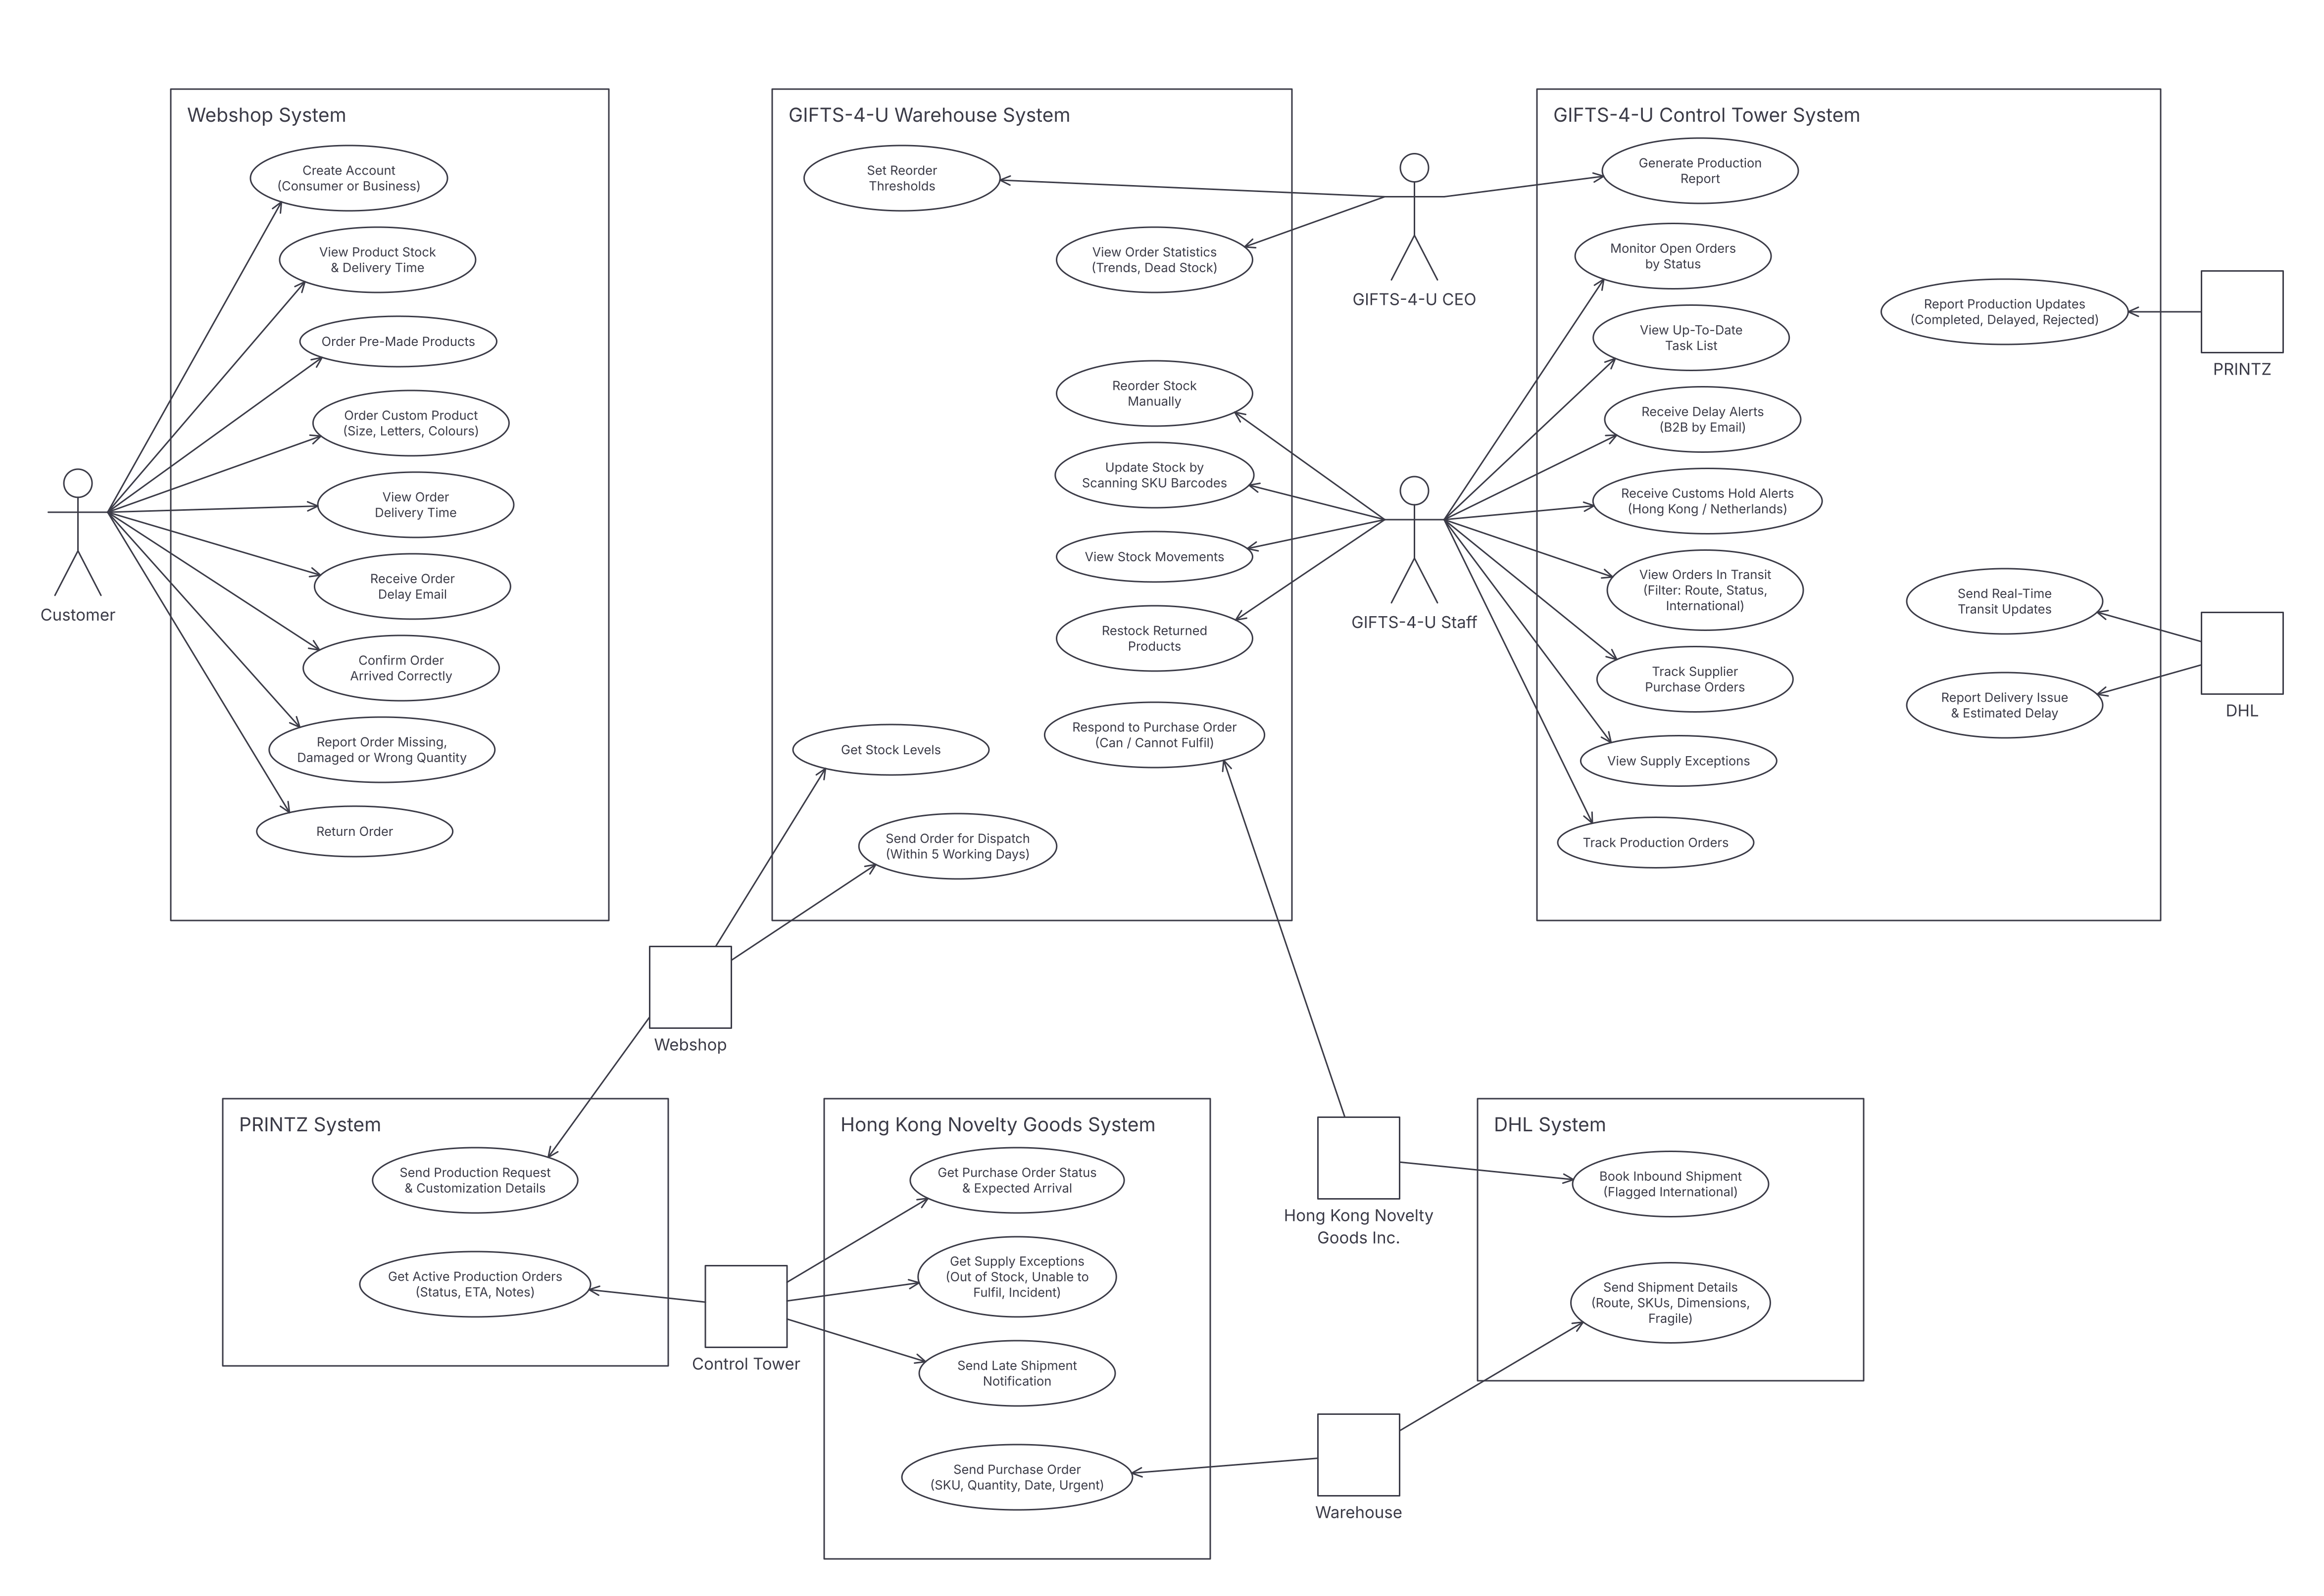 Webshop System
Create Account
(Consumer or Business)
View Product Stock
& Delivery Time
Order Pre-Made Products
Order Custom Product
(Size, Letters, Colours)
View Order
Delivery Time
Receive Order
Delay Email
Confirm Order
Arrived Correctly
Report Order Missing,
Damaged or Wrong Quantity
Return Order
Customer
GIFTS-4-U Warehouse System
Set Reorder
Thresholds
View Order Statistics
(Trends, Dead Stock)
Reorder Stock
Manually
Update Stock by
Scanning SKU Barcodes
View Stock Movements
Restock Returned
Products
Respond to Purchase Order
(Can / Cannot Fulfil)
Get Stock Levels
Send Order for Dispatch
(Within 5 Working Days)
GIFTS-4-U CEO
GIFTS-4-U Staff
GIFTS-4-U Control Tower System
Generate Production
Report
Monitor Open Orders
by Status
View Up-To-Date
Task List
Receive Delay Alerts
(B2B by Email)
Receive Customs Hold Alerts
(Hong Kong / Netherlands)
View Orders In Transit
(Filter: Route, Status,
International)
Track Supplier
Purchase Orders
View Supply Exceptions
Track Production Orders
Report Production Updates
(Completed, Delayed, Rejected)
Send Real-Time
Transit Updates
Report Delivery Issue
& Estimated Delay
PRINTZ
DHL
Webshop
PRINTZ System
Send Production Request
& Customization Details
Get Active Production Orders
(Status, ETA, Notes)
Control Tower
Hong Kong Novelty Goods System
Get Purchase Order Status
& Expected Arrival
Get Supply Exceptions
(Out of Stock, Unable to
Fulfil, Incident)
Send Late Shipment
Notification
Send Purchase Order
(SKU, Quantity, Date, Urgent)
Hong Kong Novelty
Goods Inc.
Warehouse
DHL System
Book Inbound Shipment
(Flagged International)
Send Shipment Details
(Route, SKUs, Dimensions,
Fragile)